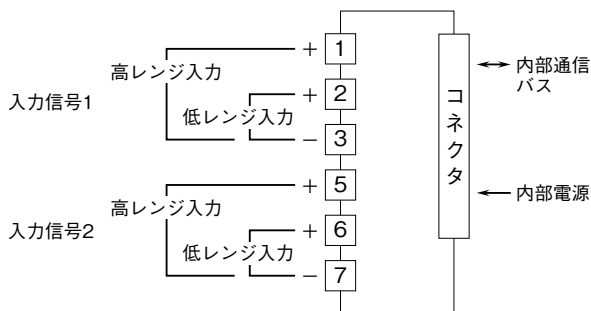 + 1
高レンジ入力
+ 2
入力信号1
低レンジ入力
− 3
+ 5
高レンジ入力
+ 6
入力信号2
低レンジ入力
− 7
コネクタ
内部通信
バス
内部電源